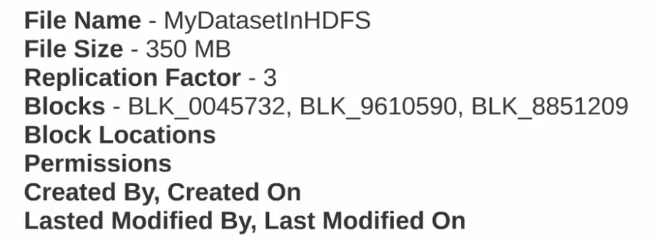 File Name - MyDatasetInHDFS
File Size - 350 MB
Replication Factor - 3
Blocks - BLK_0045732, BLK_9610590, BLK_8851209
Block Locations
Permissions
Created By, Created On
Lasted Modified By, Last Modified On